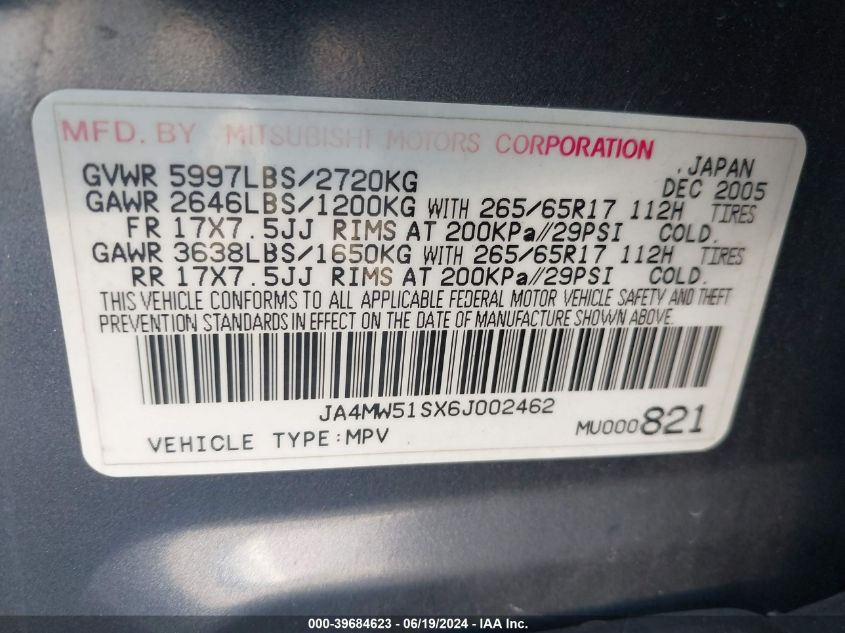 MFD. BY MITSUBISHI MOTORS CORPORATION
JAPAN
GVWR 5997LBS/2720KG DEC 2005
GAWR 2646LBS/1200KG WITH 265/65R17 112H TIRES
FR 17X7.5JJ RIMS AT 200KPa//29PSI COLD.
GAWR 3638LBS/1650KG WITH 265/65R17 112H TIRES
RR 17X7.5JJ RIMS AT 200KPa//29PSI COLD.
THIS VEHICLE CONFORMS TO ALL APPLICABLE FEDERAL MOTOR VEHICLE SAFETY AND THEFT
PREVENTION STANDARDS IN EFFECT ON THE DATE OF MANUFACTURE SHOWN ABOVE.
JA4MW51SX6J002462
VEHICLE TYPE:MPV MU000821
000-39684623 - 06/19/2024 - IAA, Inc.